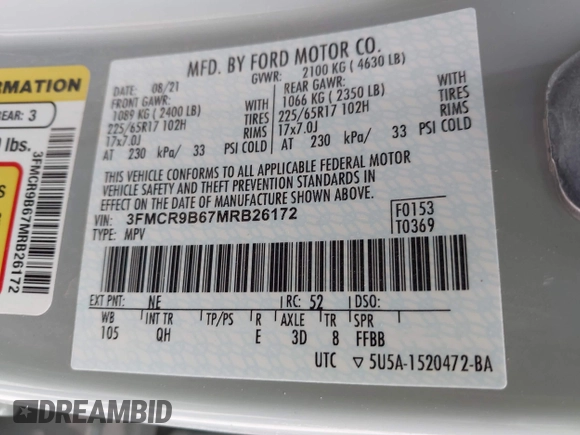 MFD. BY FORD MOTOR CO.
DATE: 08/21 GVWR: 2100 KG ( 4630 LB)
FRONT GAWR: REAR GAWR:
1089 KG ( 2400 LB) WITH 1066 KG ( 2350 LB) WITH
225/65R17 102H TIRES 225/65R17 102H TIRES
17x7.0J RIMS 17x7.0J RIMS
AT 230 kPa/ 33 PSI COLD AT 230 kPa/ 33 PSI COLD
THIS VEHICLE CONFORMS TO ALL APPLICABLE FEDERAL MOTOR
VEHICLE SAFETY AND BUMPER STANDARDS IN EFFECT ON THE
DATE OF MANUFACTURE SHOWN ABOVE.
VIN: 3FMCR9B67MRB26172
TYPE: MPV
F0153
T0369
EXT PNT: NE RC: 52 DSO:
WB INT TR TP/PS R AXLE TR SPR
105 QH E 3D 8 FFBB
UTC ▽ 5U5A-1520472-BA
ORMATION
REAR: 3
lbs.
3FMCR9B67MRB26172
DREAMBID